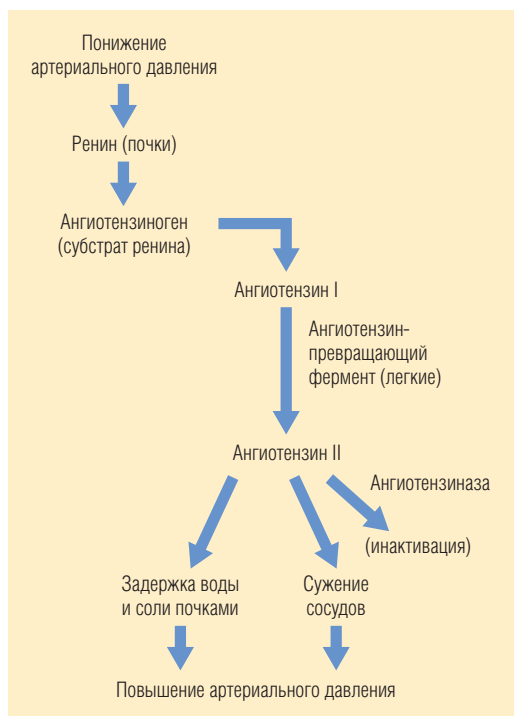 Понижение
артериального давления
Ренин (почки)
Ангиотензиноген
(субстрат ренина)
Ангиотензин I
Ангиотензин-
превращающий
фермент (легкие)
Ангиотензин II
Ангиотензиназа
(инактивация)
Задержка воды
и соли почками
Сужение
сосудов
Повышение артериального давления